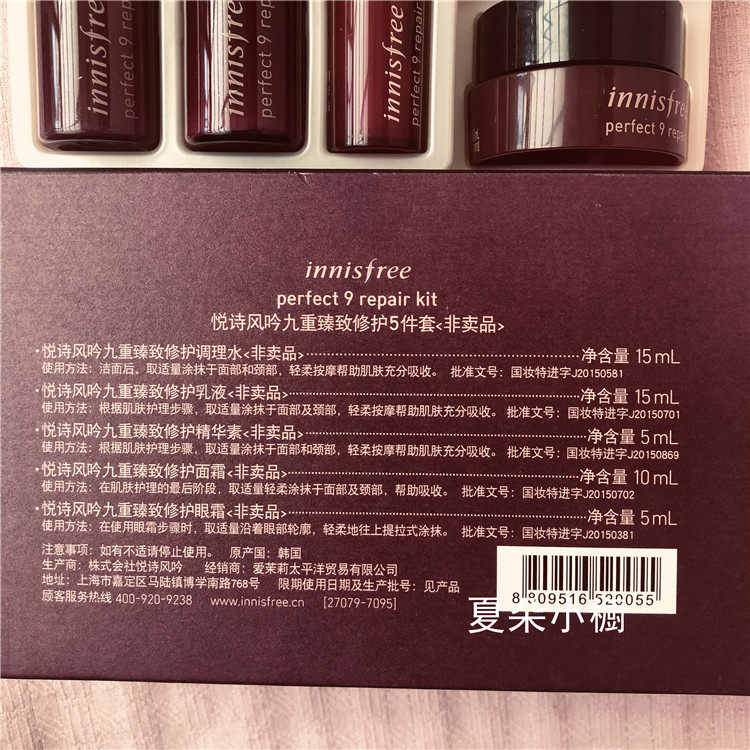 innisfree
perfect 9 repair
innisfree
perfect 9 repair
innisfree
perfect 9 repair
innisfree
perfect 9 repair
innisfree
perfect 9 repair kit
悦诗风吟九重臻致修护5件套<非卖品>
·悦诗风吟九重臻致修护调理水<非卖品>净含量 15mL
使用方法：洁面后，取适量涂抹于面部和颈部，轻柔按摩帮助肌肤充分吸收。 批准文号：国妆特进字J20150581
·悦诗风吟九重臻致修护乳液<非卖品>净含量 15mL
使用方法：根据肌肤护理步骤，取适量涂抹于面部及颈部，轻柔按摩帮助肌肤充分吸收。 批准文号：国妆特进字J20150701
·悦诗风吟九重臻致修护精华素<非卖品>净含量 5mL
使用方法：根据肌肤护理步骤，取适量涂抹于面部和颈部，轻柔按摩帮助肌肤充分吸收。 批准文号：国妆特进字J20150869
·悦诗风吟九重臻致修护面霜<非卖品>净含量 10mL
使用方法：在肌肤护理的最后阶段，取适量轻柔涂抹于面部及颈部，帮助吸收。 批准文号：国妆特进字J20150702
·悦诗风吟九重臻致修护眼霜<非卖品>净含量 5mL
使用方法：在使用眼霜步骤时，取适量沿着眼部轮廓，轻柔地往上提拉式涂抹。 批准文号：国妆特进字J20150381
注意事项：如有不适请停止使用。 原产国：韩国
生产商：株式会社悦诗风吟 经销商：爱茉莉太平洋贸易有限公司
地址：上海市嘉定区马陆镇博学南路768号 限期使用日期及生产批号：见产品
顾客服务热线 400-920-9238 www.innisfree.cn [27079-7095]
8 809516 520055
夏朵小榈